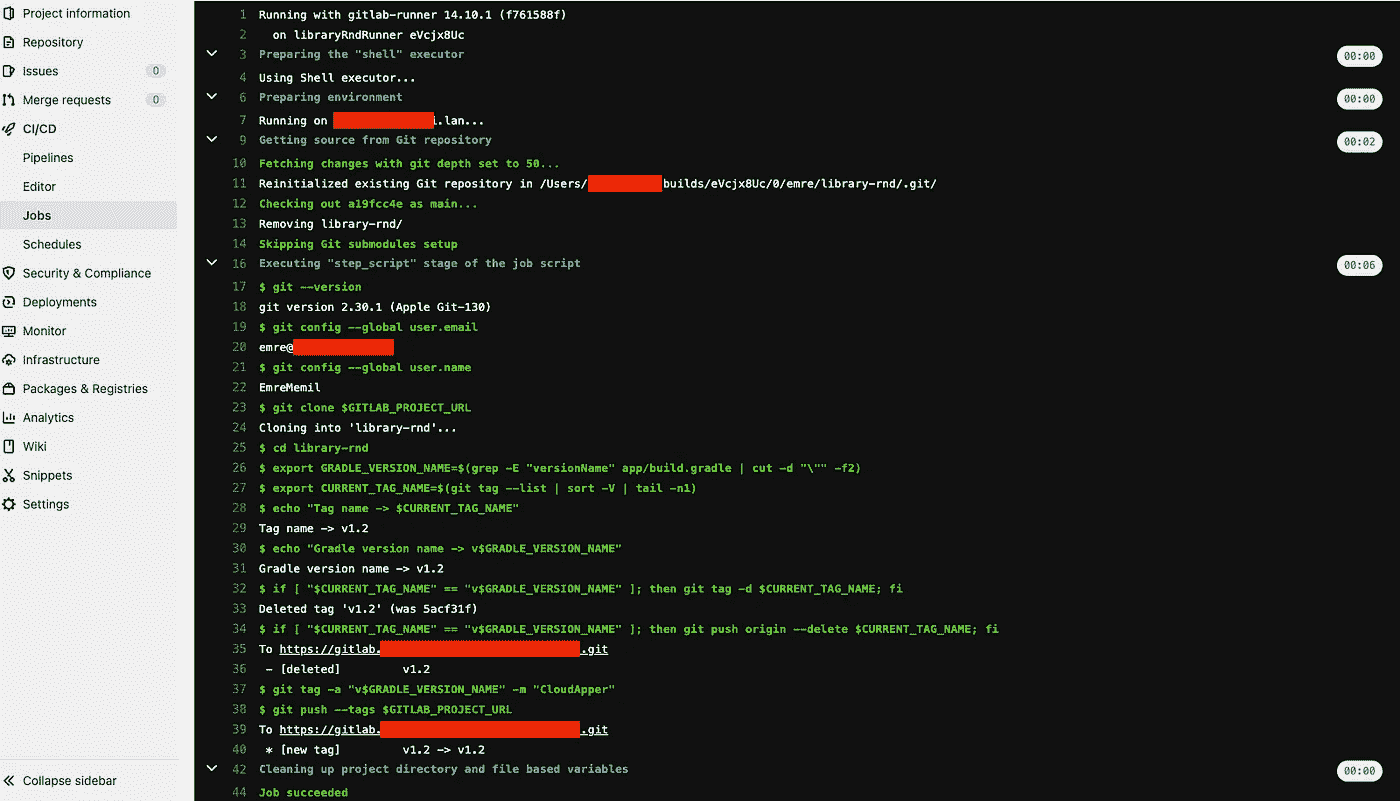 Project information
Repository
Issues 0
Merge requests 0
CI/CD
Pipelines
Editor
Jobs
Schedules
Security & Compliance
Deployments
Monitor
Infrastructure
Packages & Registries
Analytics
Wiki
Snippets
Settings
Collapse sidebar
1 Running with gitlab-runner 14.10.1 (f761588f)
2 on libraryRndRunner eVcjx8Uc
3 Preparing the "shell" executor 00:00
4 Using Shell executor...
6 Preparing environment 00:00
7 Running on i.lan...
9 Getting source from Git repository 00:02
10 Fetching changes with git depth set to 50...
11 Reinitialized existing Git repository in /Users/ builds/eVcjx8Uc/0/emre/library-rnd/.git/
12 Checking out a19fcc4e as main...
13 Removing library-rnd/
14 Skipping Git submodules setup
16 Executing "step_script" stage of the job script 00:06
17 $ git --version
18 git version 2.30.1 (Apple Git-130)
19 $ git config --global user.email
20 emre@
21 $ git config --global user.name
22 EmreMemil
23 $ git clone $GITLAB_PROJECT_URL
24 Cloning into 'library-rnd'...
25 $ cd library-rnd
26 $ export GRADLE_VERSION_NAME=$(grep -E "versionName" app/build.gradle | cut -d "\"" -f2)
27 $ export CURRENT_TAG_NAME=$(git tag --list | sort -V | tail -n1)
28 $ echo "Tag name -> $CURRENT_TAG_NAME"
29 Tag name -> v1.2
30 $ echo "Gradle version name -> v$GRADLE_VERSION_NAME"
31 Gradle version name -> v1.2
32 $ if [ "$CURRENT_TAG_NAME" == "v$GRADLE_VERSION_NAME" ]; then git tag -d $CURRENT_TAG_NAME; fi
33 Deleted tag 'v1.2' (was 5acf31f)
34 $ if [ "$CURRENT_TAG_NAME" == "v$GRADLE_VERSION_NAME" ]; then git push origin --delete $CURRENT_TAG_NAME; fi
35 To https://gitlab. .git
36 - [deleted] v1.2
37 $ git tag -a "v$GRADLE_VERSION_NAME" -m "CloudApper"
38 $ git push --tags $GITLAB_PROJECT_URL
39 To https://gitlab. .git
40 * [new tag] v1.2 -> v1.2
42 Cleaning up project directory and file based variables 00:00
44 Job succeeded